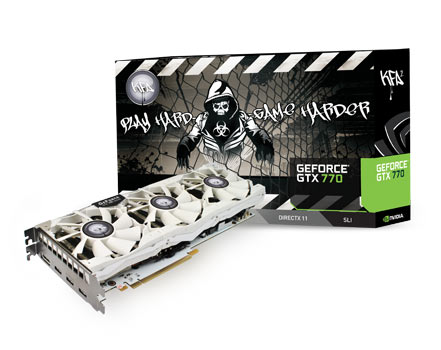 KFA²
KFA²
PLAY HARD. GAME HARDER
GEFORCE
GTX 770
GEFORCE
GTX 770
DIRECTX 11
SLI
NVIDIA